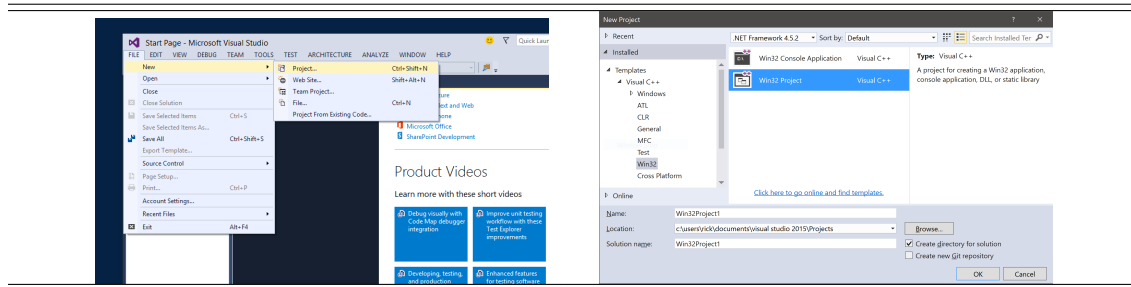 Start Page - Microsoft Visual Studio
Quick Laun
FILE EDIT VIEW DEBUG TEAM TOOLS TEST ARCHITECTURE ANALYZE WINDOW HELP
New
Open
Close
Close Solution
Save Selected Items Ctrl+S
Save Selected Items As...
Save All Ctrl+Shift+S
Export Template...
Source Control
Page Setup...
Print... Ctrl+P
Account Settings...
Recent Files
Exit Alt+F4
Project... Ctrl+Shift+N
Web Site... Shift+Alt+N
Team Project...
File... Ctrl+N
Project From Existing Code...
ure
ext and Web
one
Microsoft Office
SharePoint Development
Product Videos
Learn more with these short videos
Debug visually with
Code Map debugger
integration
Improve unit testing
workflow with these
Test Explorer
improvements
Developing, testing,
and production
Enhanced features
for testing software
New Project
? ×
Recent
.NET Framework 4.5.2 Sort by: Default
Search Installed Ter
Installed
Templates
Visual C++
Windows
ATL
CLR
General
MFC
Test
Win32
Cross Platform
Online
Win32 Console Application Visual C++
Win32 Project Visual C++
Click here to go online and find templates.
Type: Visual C++
A project for creating a Win32 application,
console application, DLL, or static library
Name: Win32Project1
Location: c:\users\rick\documents\visual studio 2015\Projects
Browse...
Solution name: Win32Project1
Create directory for solution
Create new Git repository
OK Cancel